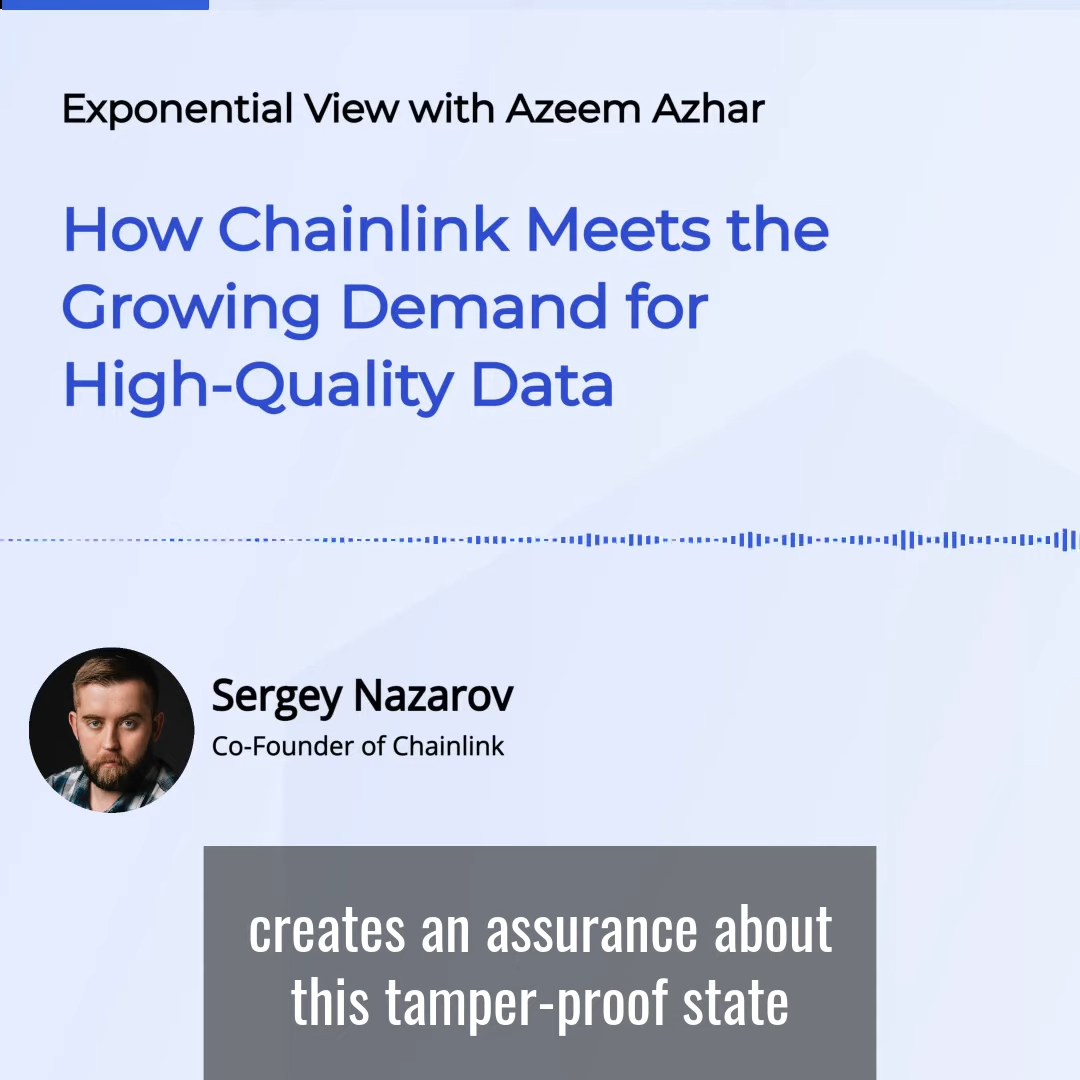 Exponential View with Azeem Azhar
How Chainlink Meets the
Growing Demand for
High-Quality Data
Sergey Nazarov
Co-Founder of Chainlink
creates an assurance about
this tamper-proof state